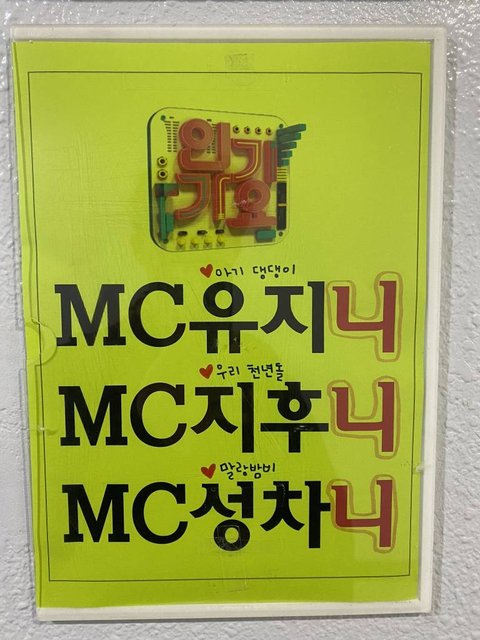 인기
가요
아기 댕댕이
MC유지니
우리 천년돌
MC지후니
말랑밤비
MC성차니